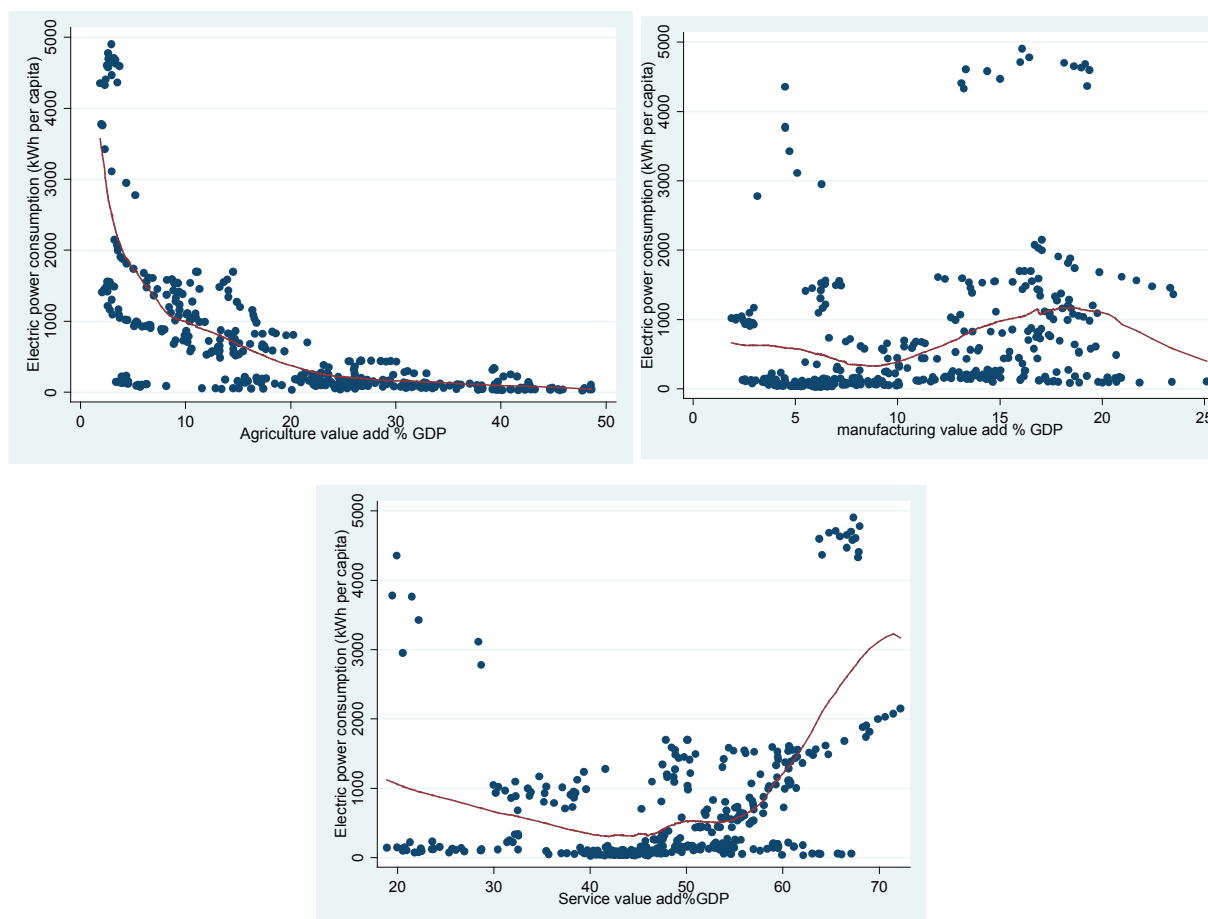 Electric power consumption (kWh per capita)
5000
4000
3000
2000
1000
0
0 10 20 30 40 50
Agriculture value add % GDP
Electric power consumption (kWh per capita)
5000
4000
3000
2000
1000
0
0 5 10 15 20 25
manufacturing value add % GDP
Electric power consumption (kWh per capita)
5000
4000
3000
2000
1000
0
20 30 40 50 60 70
Service value add%GDP